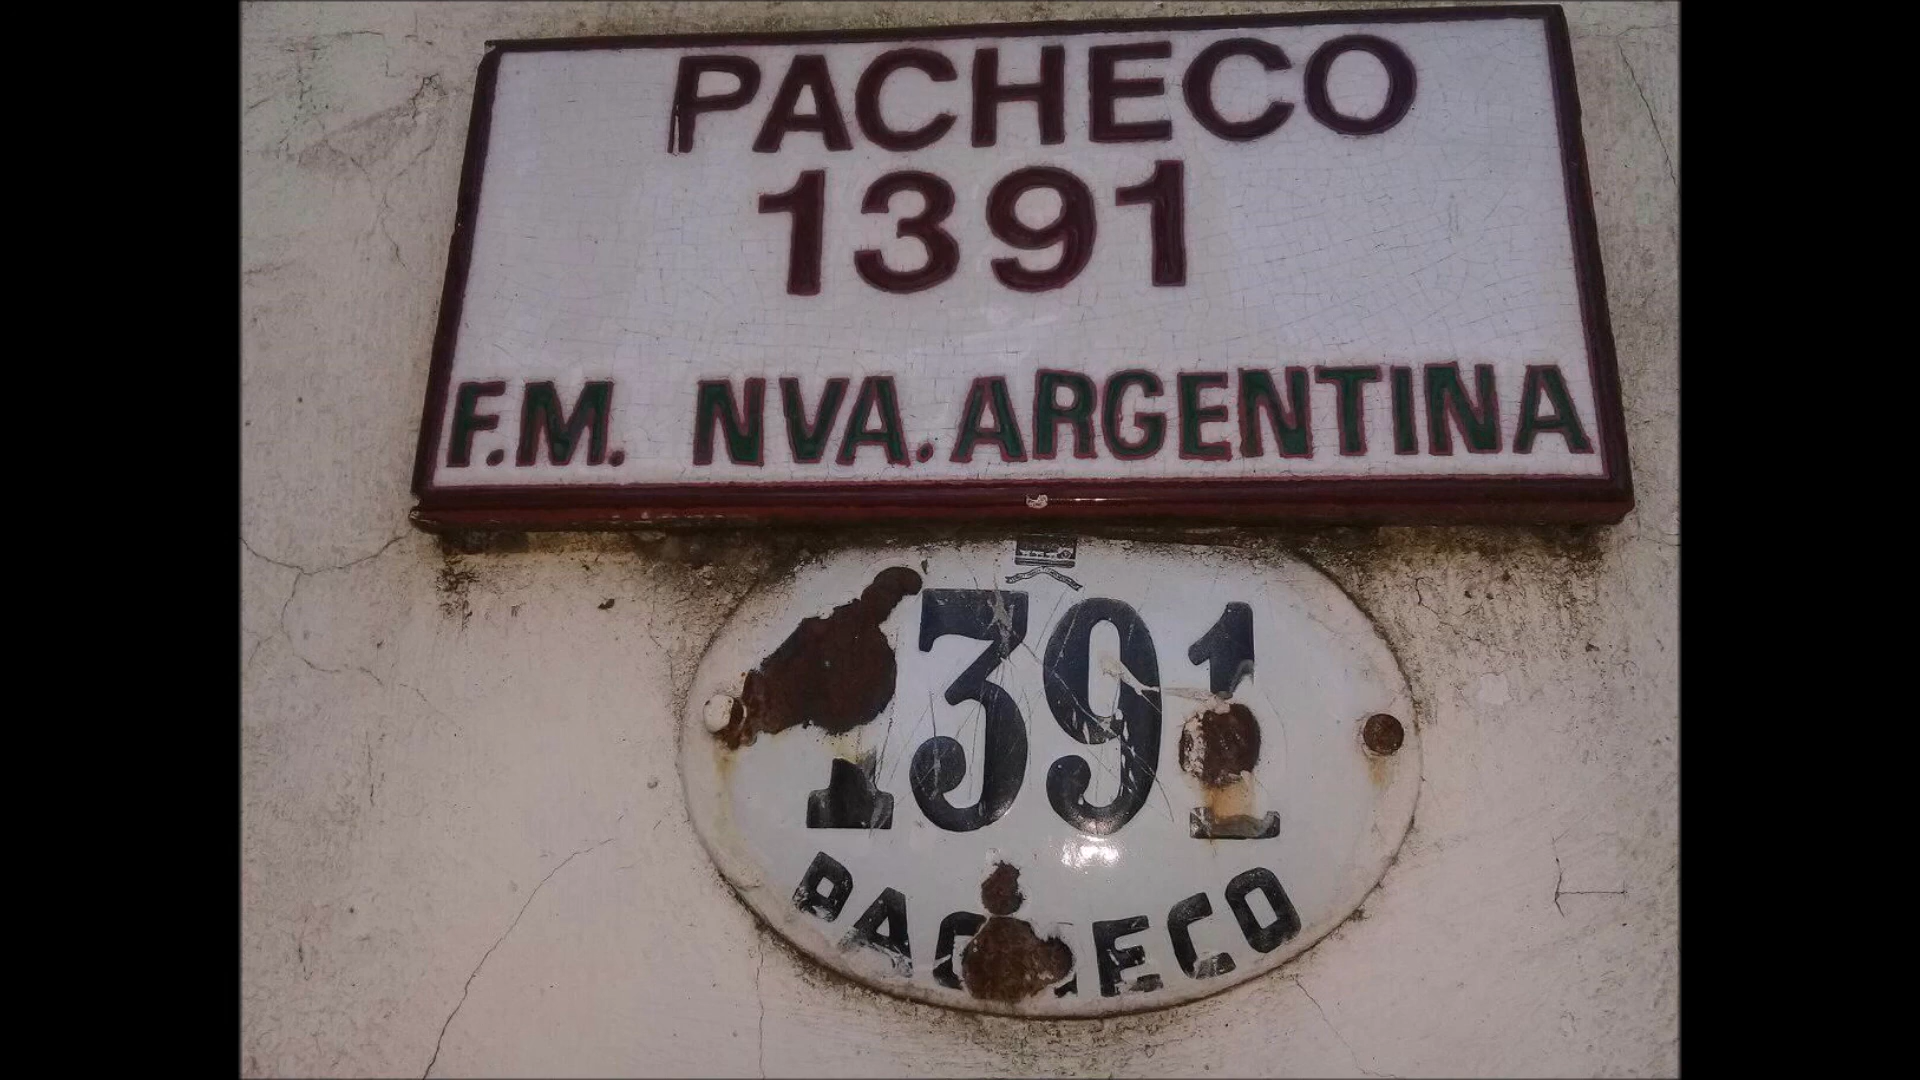 PACHECO
1391
F.M. NVA. ARGENTINA
1391
PACHECO